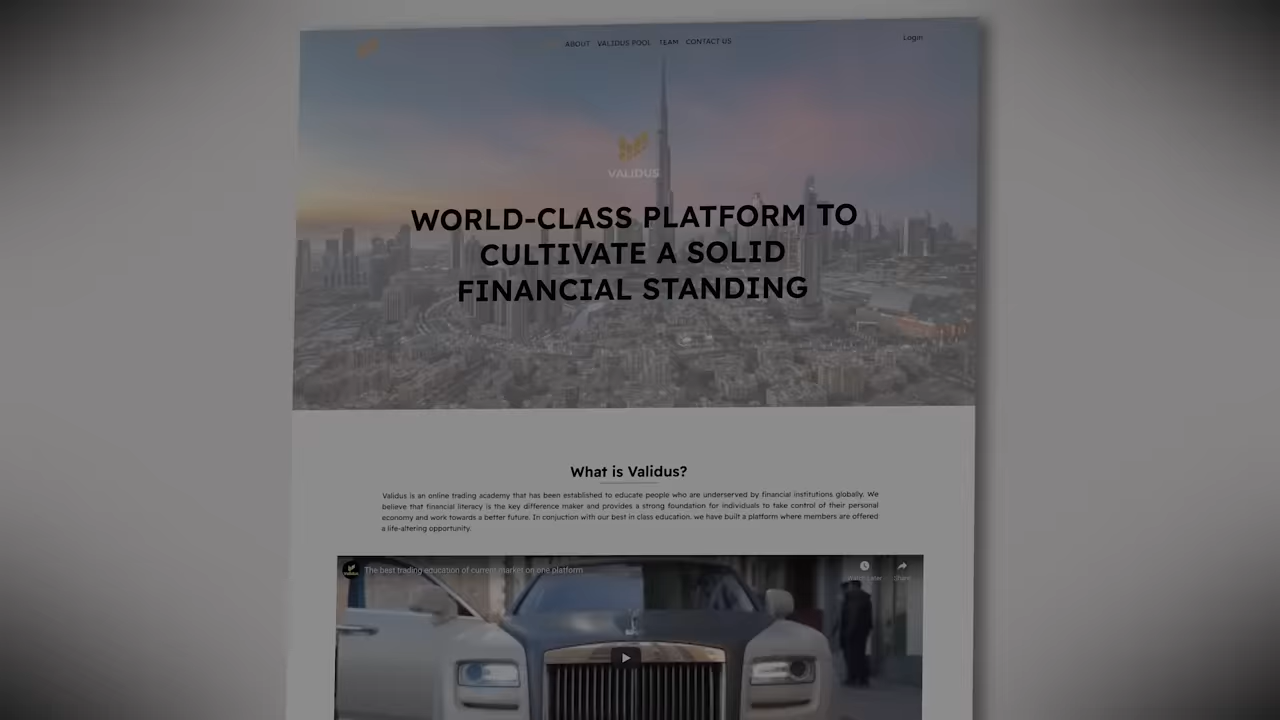 ABOUT VALIDUS POOL TEAM CONTACT US
Login
VALIDUS
WORLD-CLASS PLATFORM TO
CULTIVATE A SOLID
FINANCIAL STANDING
What is Validus?
Validus is an online trading academy that has been established to educate people who are underserved by financial institutions globally. We
believe that financial literacy is the key difference maker and provides a strong foundation for individuals to take control of their personal
economy and work towards a better future. In conjuction with our best in class education, we have built a platform where members are offered
a life-altering opportunity.
The best trading education of current market on one platform
Watch Later Share